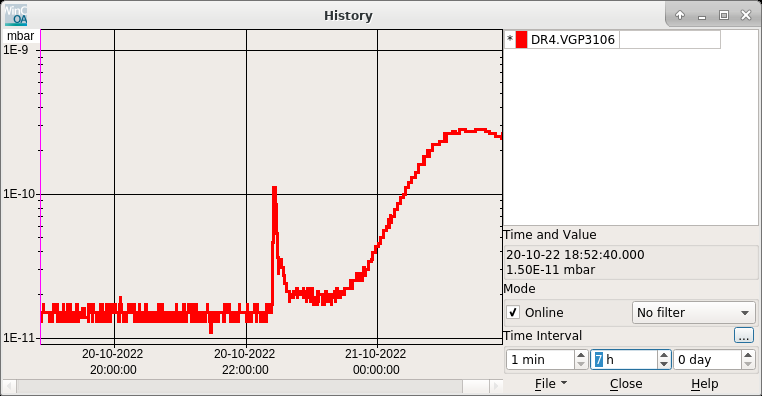 WinC
OA
History
mbar
1E-9
1E-10
1E-11
20-10-2022
20:00:00
20-10-2022
22:00:00
21-10-2022
00:00:00
* DR4.VGP3106
Time and Value
20-10-22 18:52:40.000
1.50E-11 mbar
Mode
Online
No filter
Time Interval
...
1 min
7 h
0 day
File
Close
Help